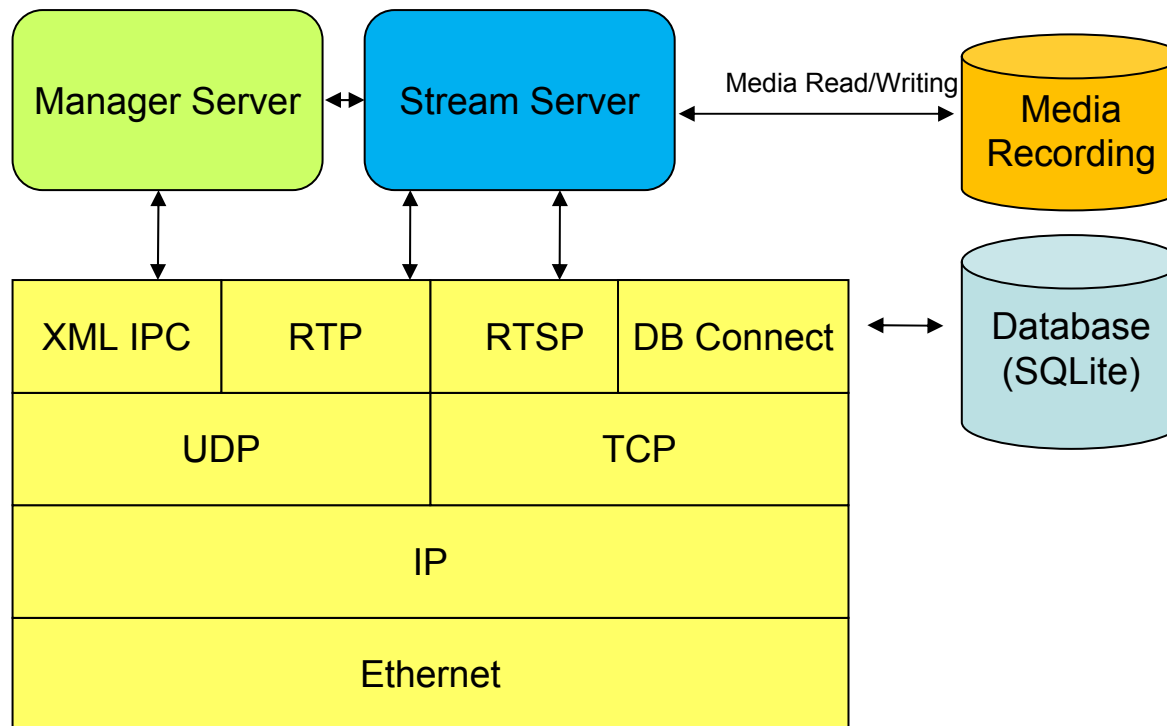 Manager Server
Stream Server
Media Read/Writing
Media
Recording
XML IPC
RTP
RTSP
DB Connect
Database
(SQLite)
UDP
TCP
IP
Ethernet